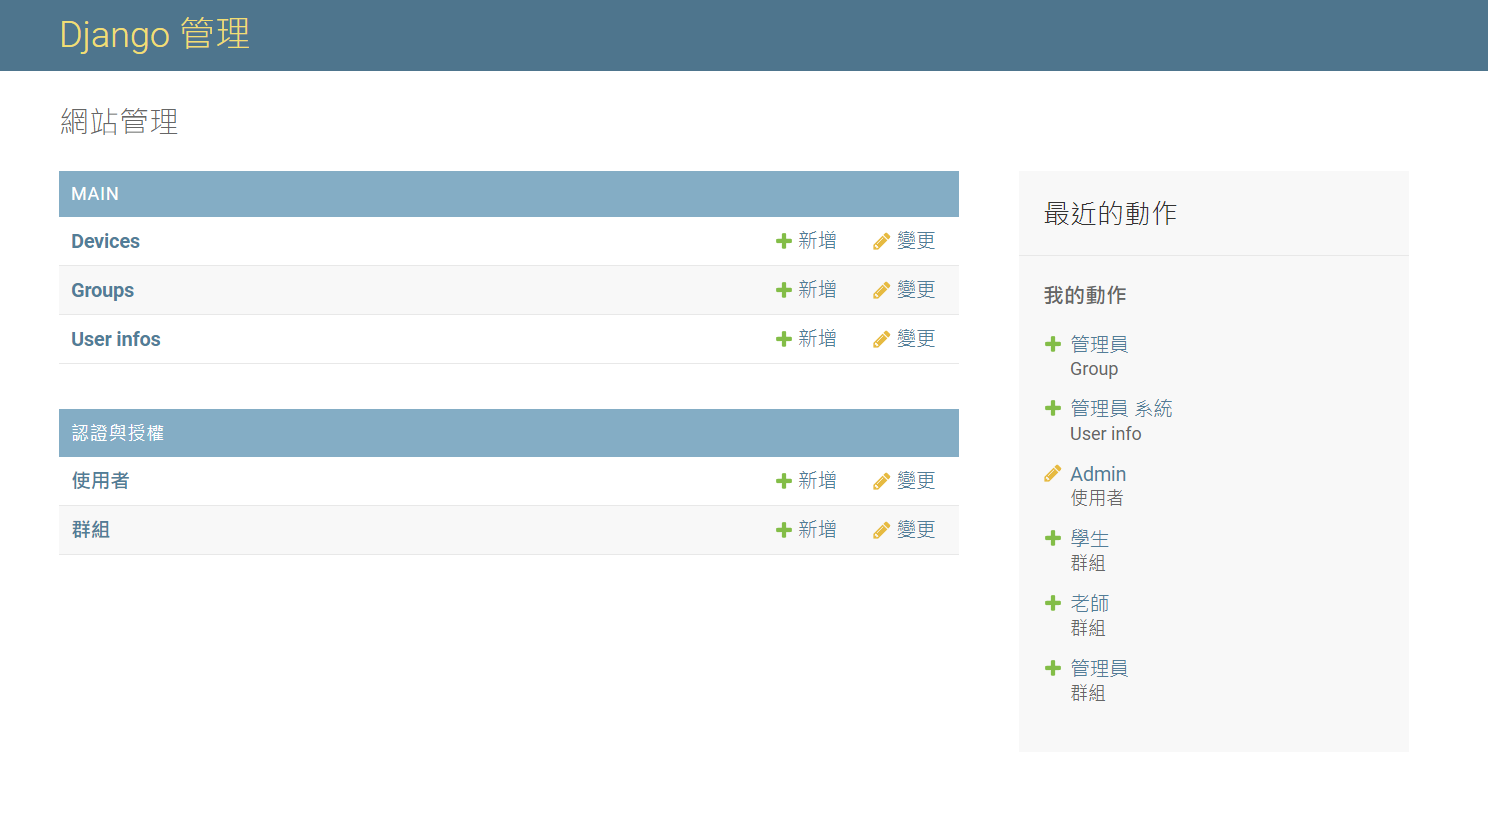 Django 管理
網站管理
MAIN
Devices 新增 變更
Groups 新增 變更
User infos 新增 變更
認證與授權
使用者 新增 變更
群組 新增 變更
最近的動作
我的動作
管理員
Group
管理員 系統
User info
Admin
使用者
學生
群組
老師
群組
管理員
群組